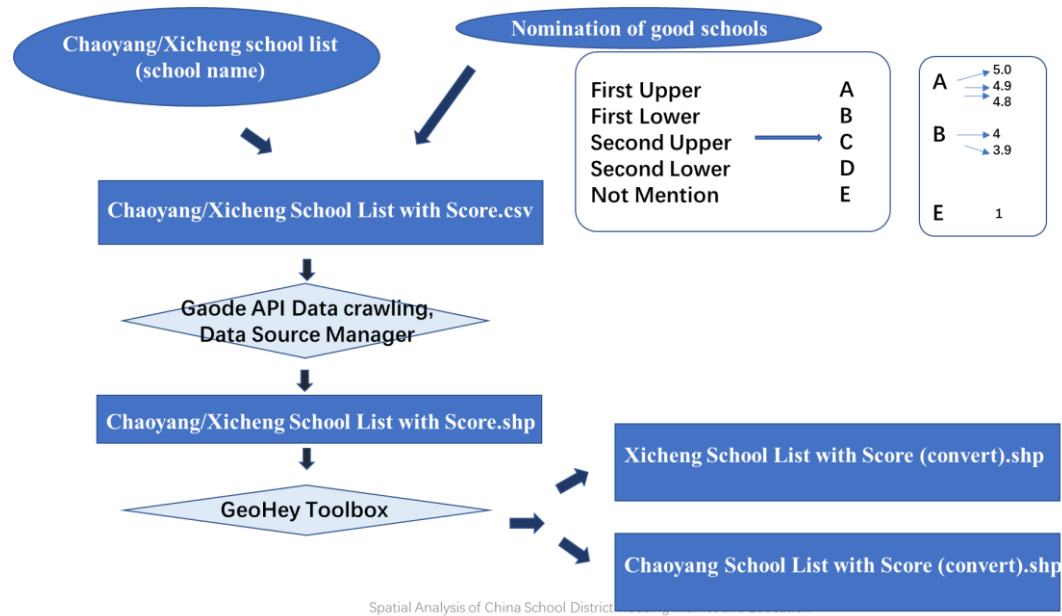 Chaoyang/Xicheng school list
(school name)
Nomination of good schools
First Upper A
First Lower B
Second Upper C
Second Lower D
Not Mention E
A 5.0
4.9
4.8
B 4
3.9
E 1
Chaoyang/Xicheng School List with Score.csv
Gaode API Data crawling,
Data Source Manager
Chaoyang/Xicheng School List with Score.shp
GeoHey Toolbox
Xicheng School List with Score (convert).shp
Chaoyang School List with Score (convert).shp
Spatial Analysis of China School District